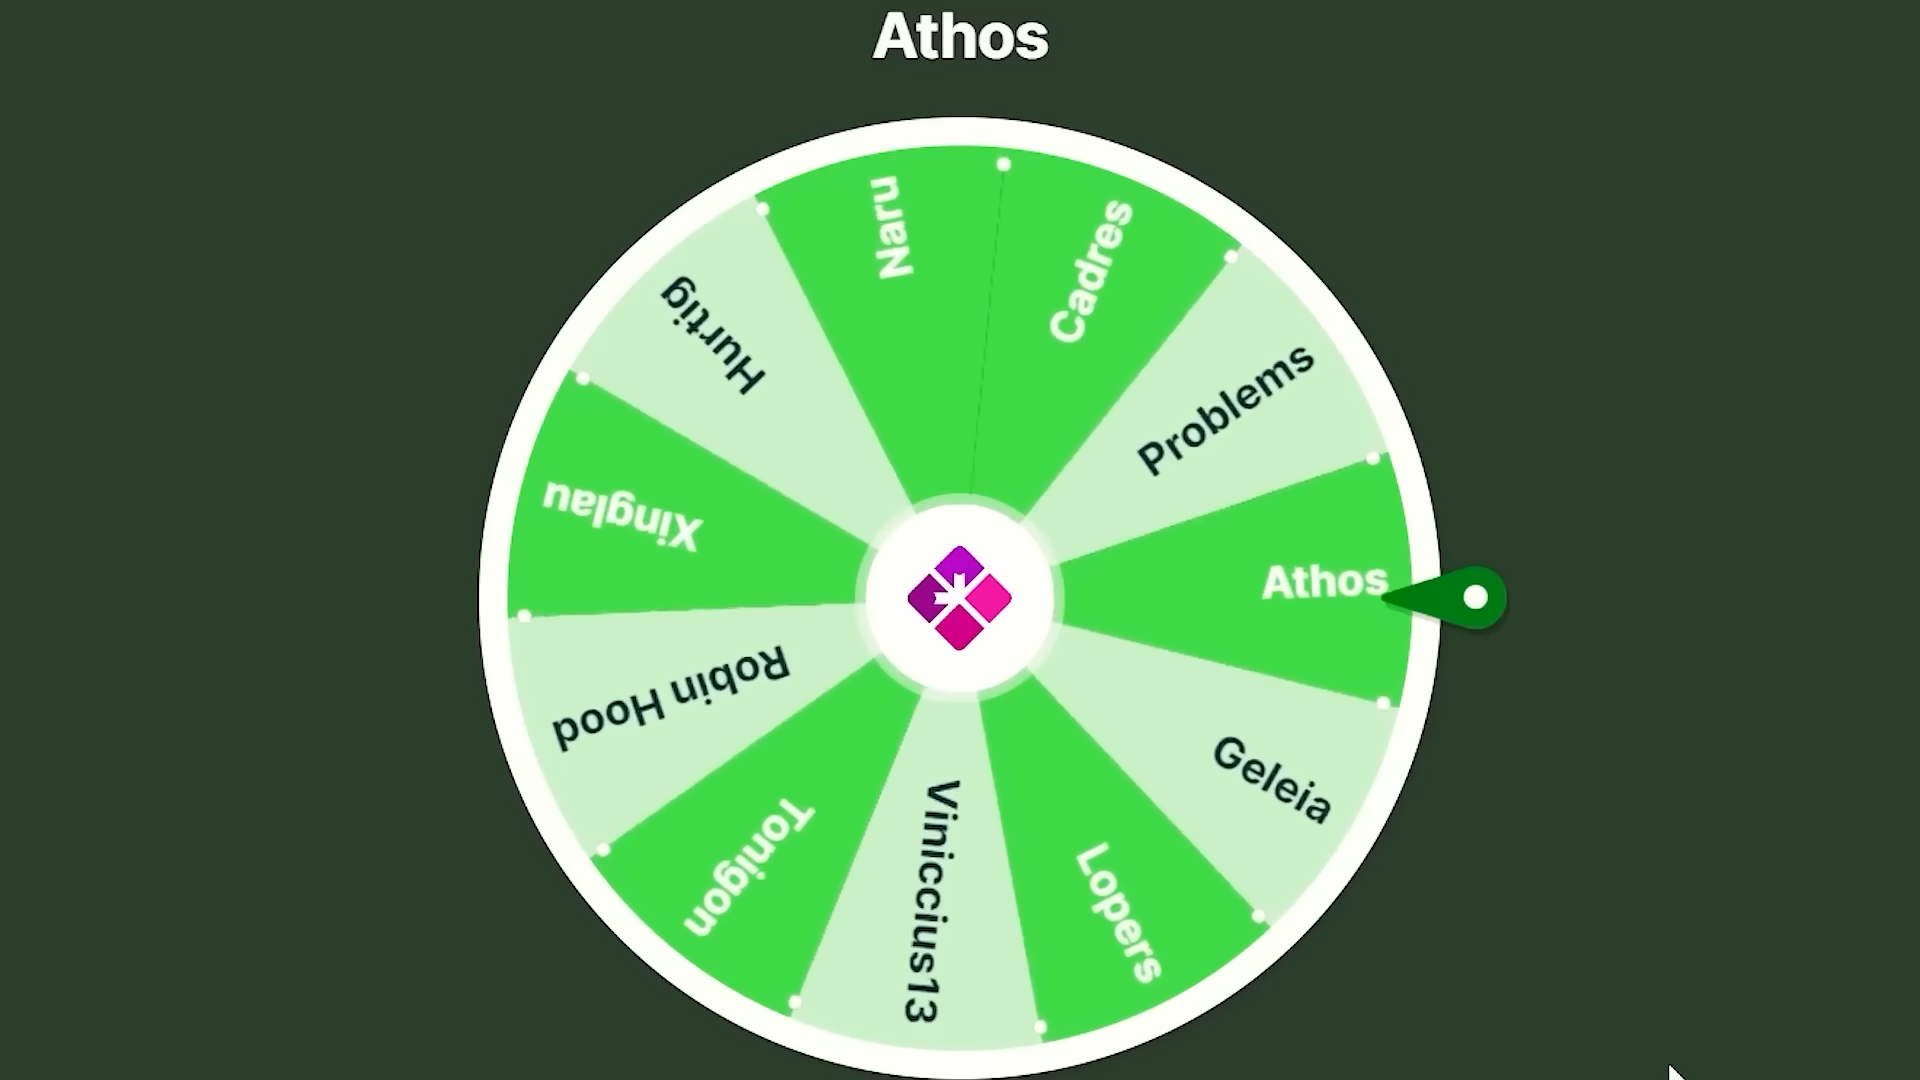 Athos
Naru
Cadres
Problems
Athos
Geleia
Lopers
Viniccius13
Tonigon
Robin Hood
Xinglau
Hurtig